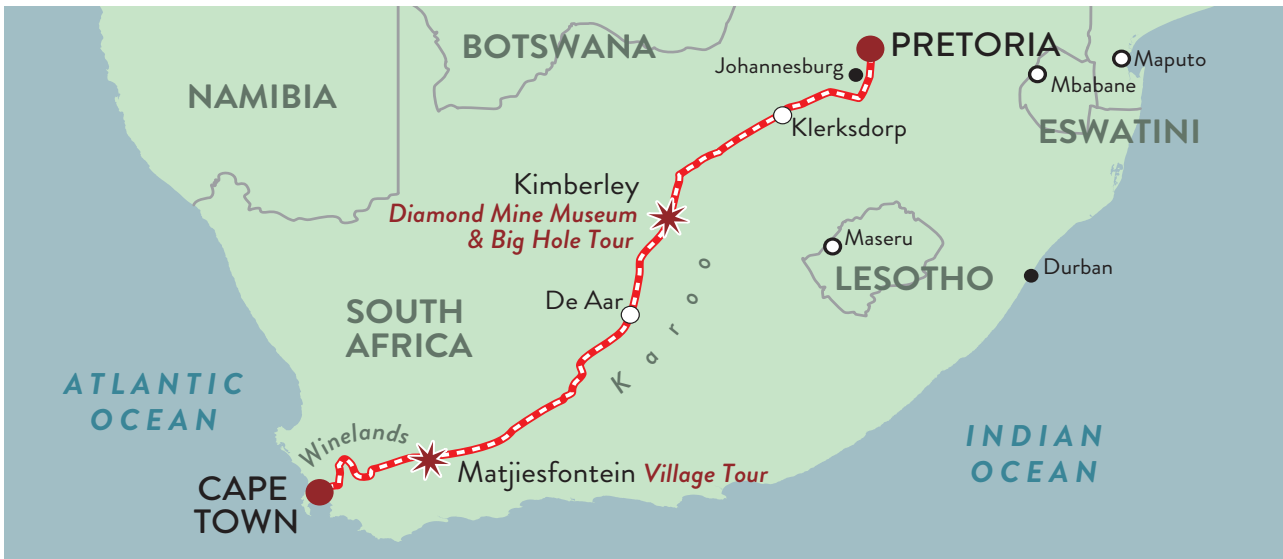 BOTSWANA
PRETORIA
Johannesburg
Maputo
Mbabane
NAMIBIA
Klerksdorp
ESWATINI
Kimberley
Diamond Mine Museum
& Big Hole Tour
Maseru
LESOTHO
Durban
De Aar
Karoo
SOUTH
AFRICA
ATLANTIC
OCEAN
INDIAN
OCEAN
Winelands
Matjiesfontein Village Tour
CAPE
TOWN